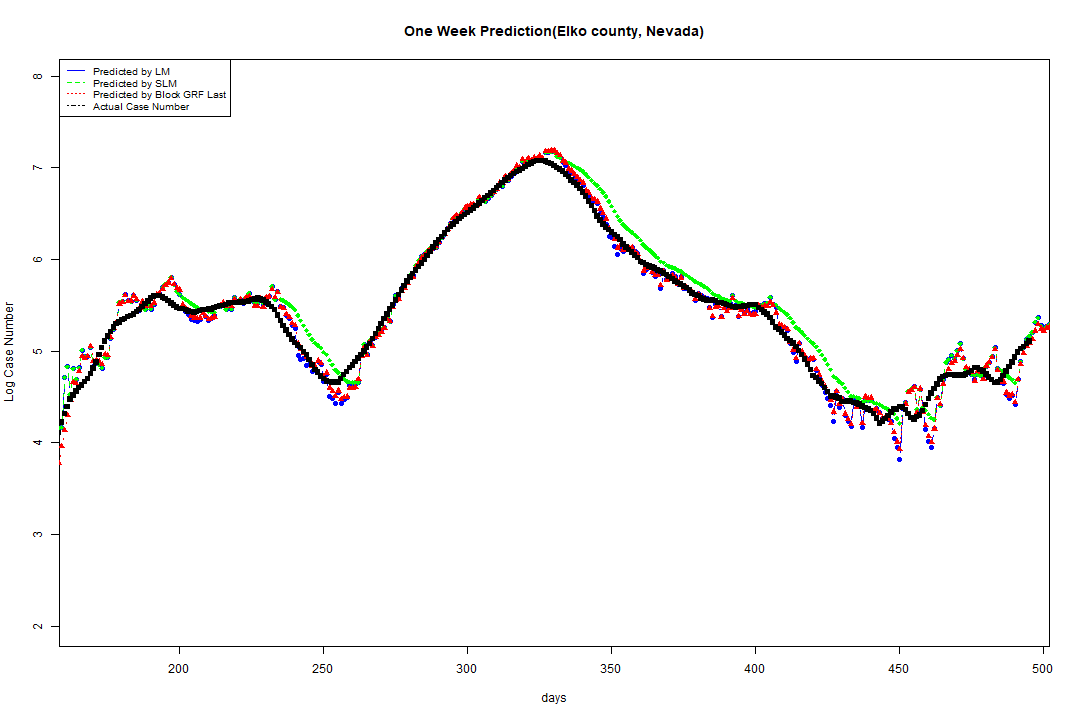 One Week Prediction(Elko county, Nevada)
Predicted by LM
Predicted by SLM
Predicted by Block GRF Last
Actual Case Number
Log Case Number
8
7
6
5
4
3
2
200 250 300 350 400 450 500
days